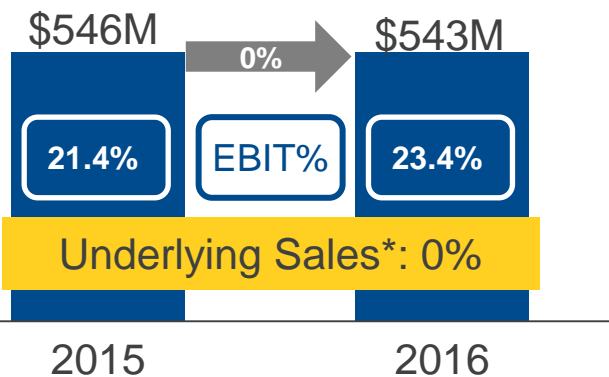 $546M
0%
$543M
21.4%
EBIT%
23.4%
Underlying Sales*: 0%
2015
2016